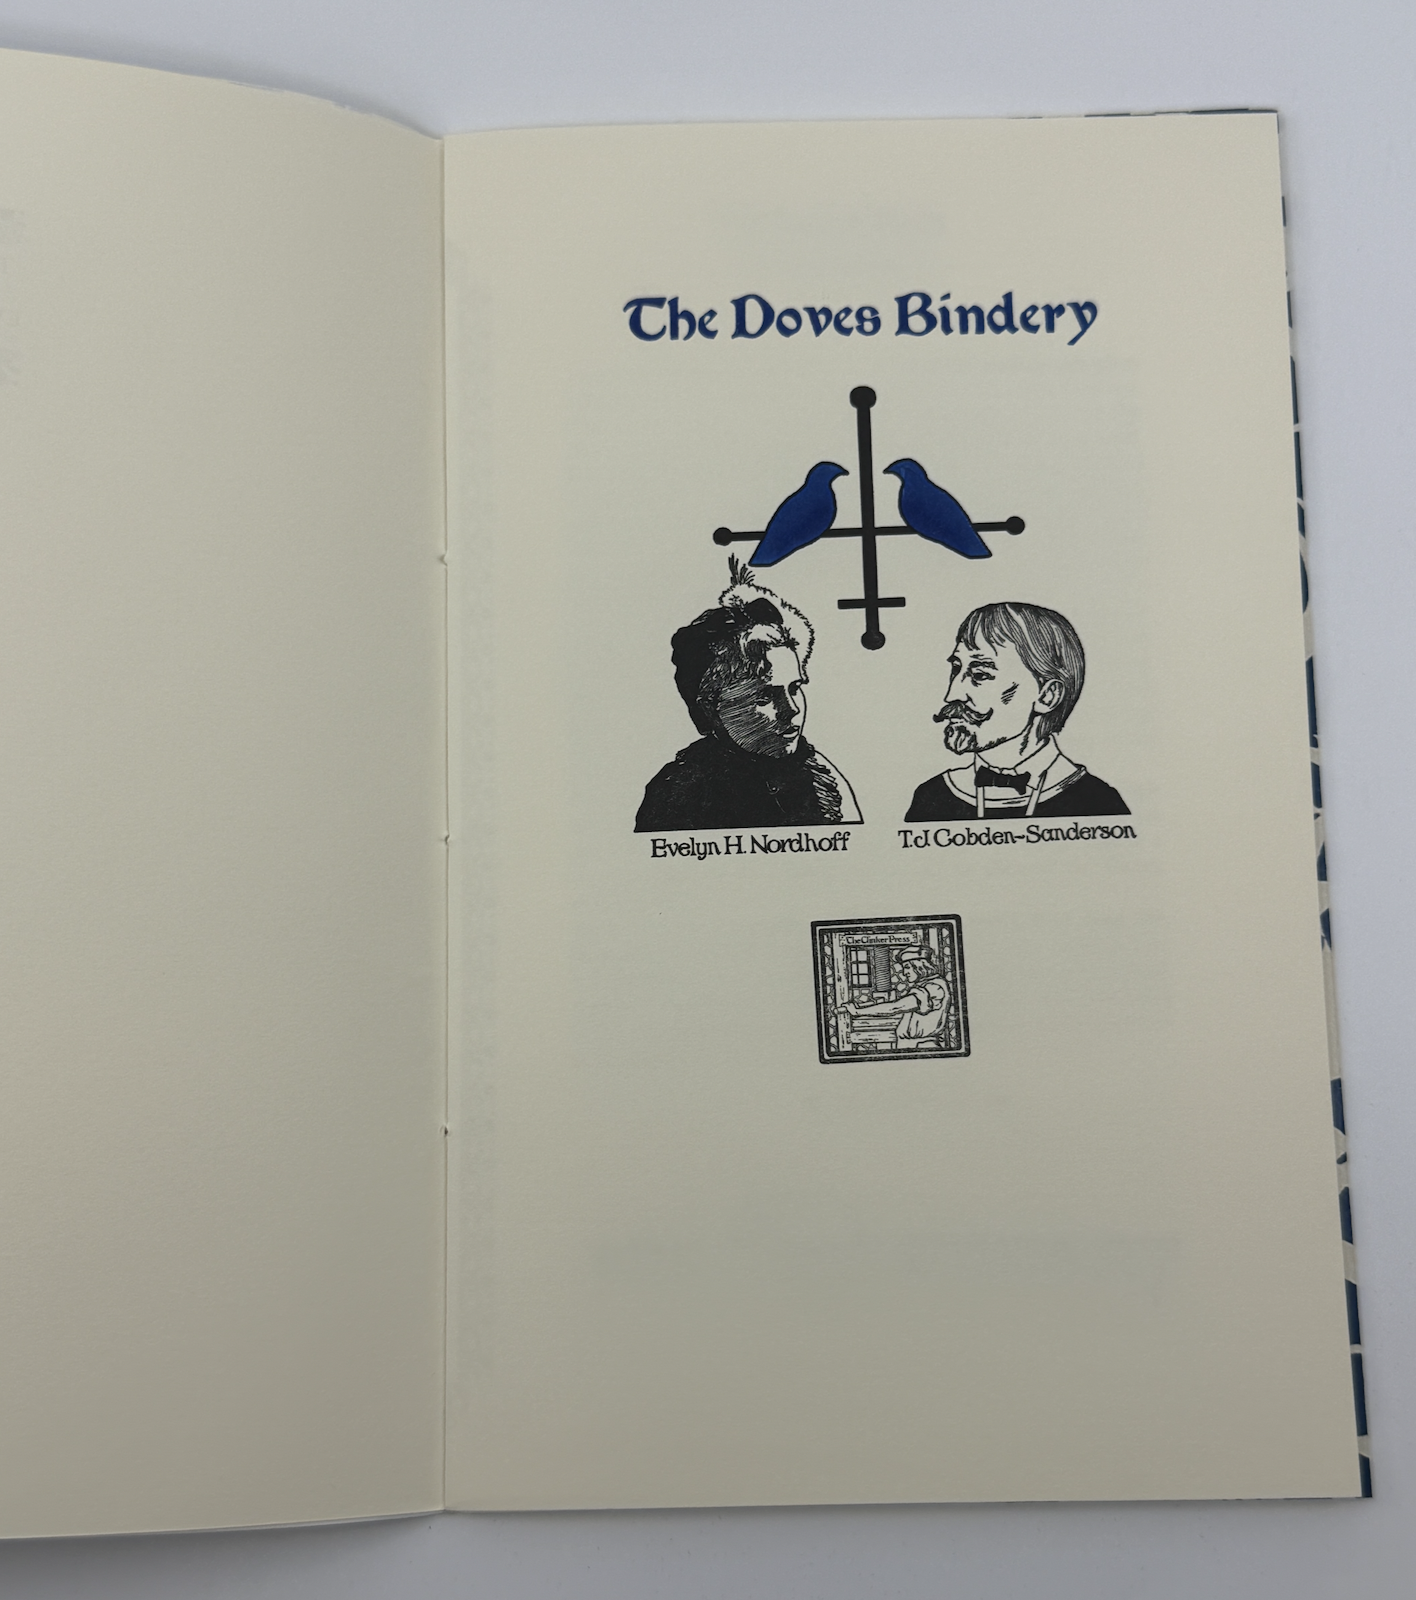 The Doves Bindery
Evelyn H. Nordhoff
T.J. Cobden-Sanderson
The Clinker Press